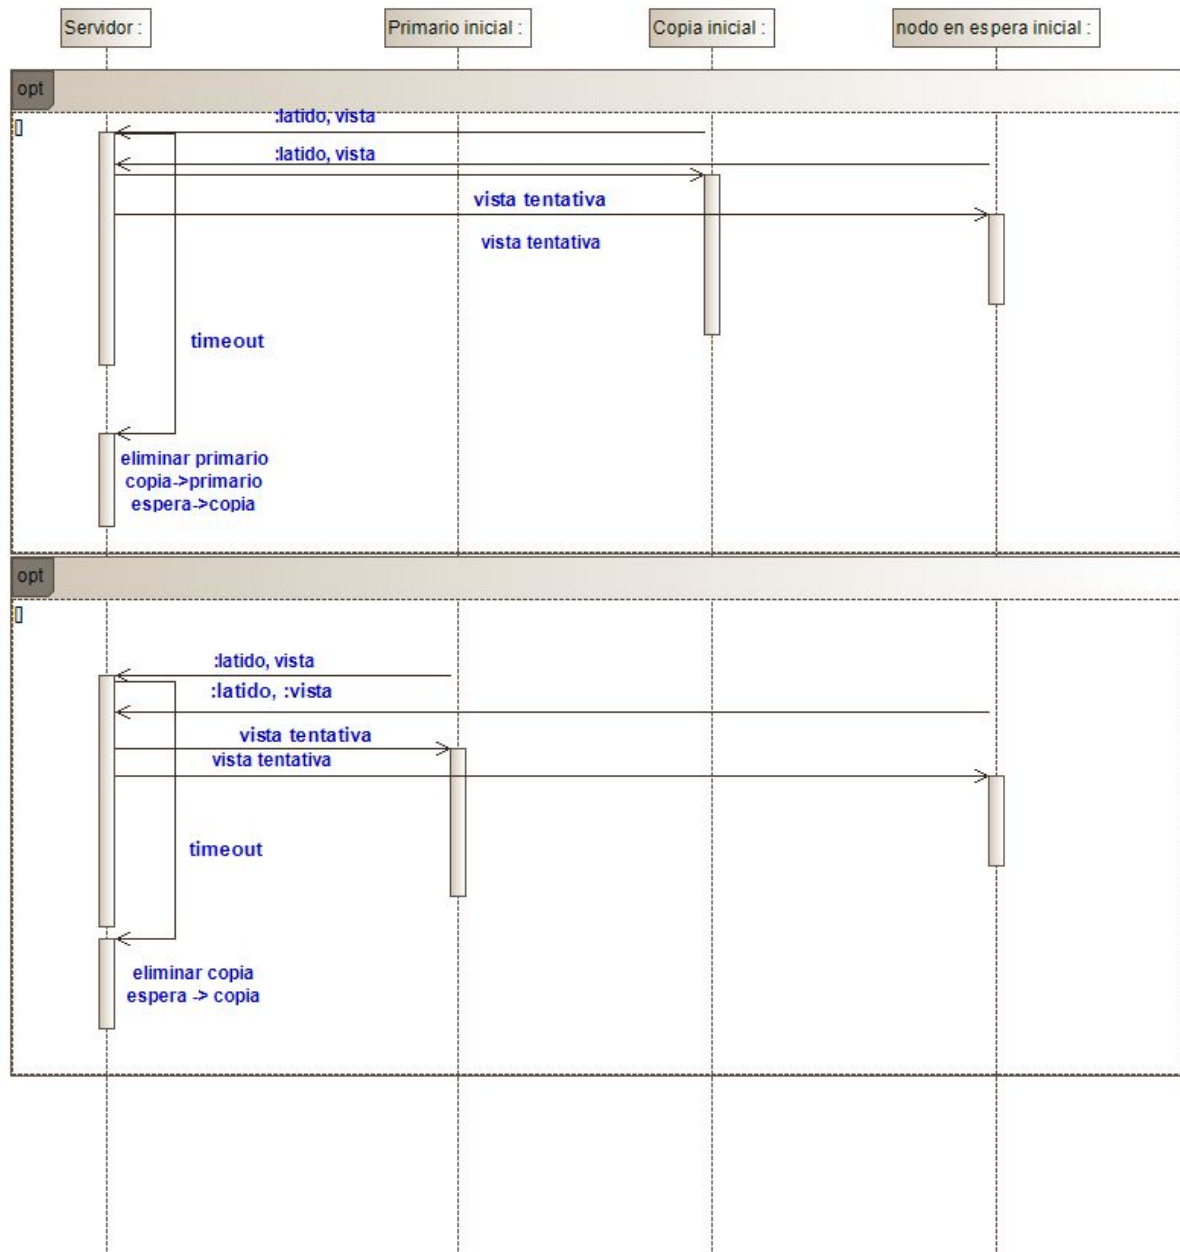 Servidor :
Primario inicial :
Copia inicial :
nodo en espera inicial :
opt
[]
:latido, vista
:latido, vista
vista tentativa
vista tentativa
timeout
eliminar primario
copia->primario
espera->copia
opt
[]
:latido, vista
:latido, :vista
vista tentativa
vista tentativa
timeout
eliminar copia
espera -> copia